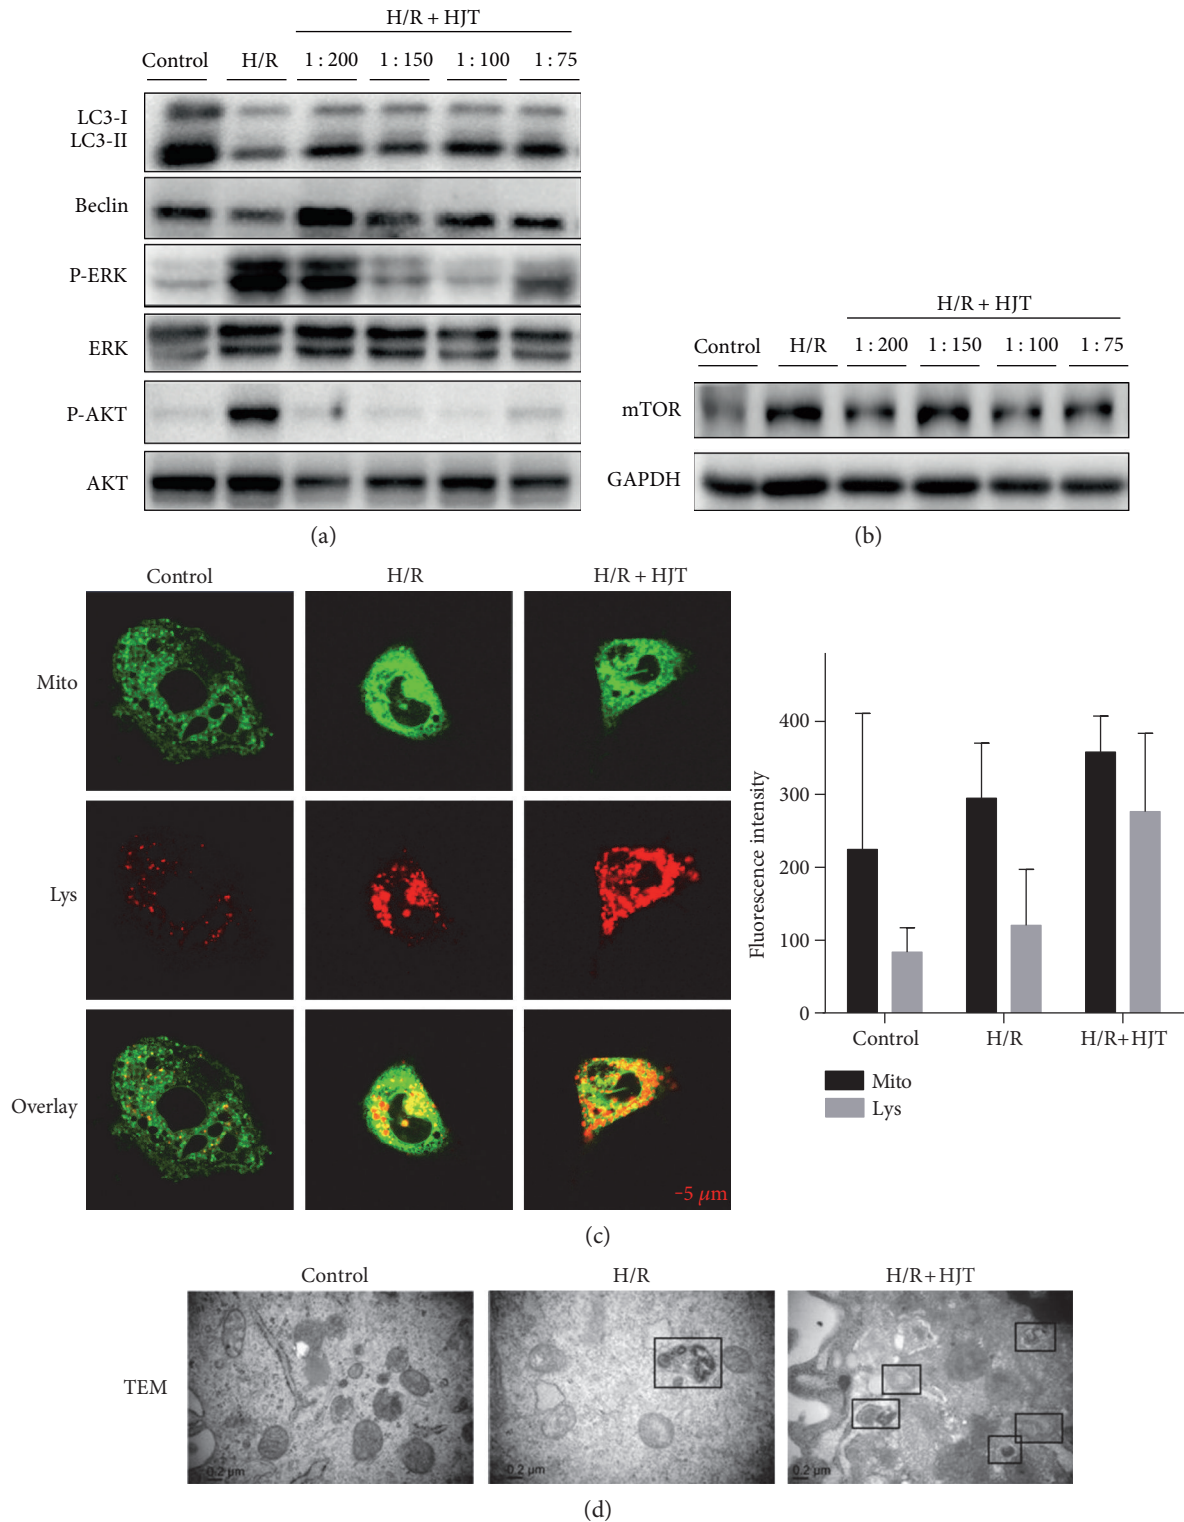 H/R + HJT
Control H/R 1 : 200 1 : 150 1 : 100 1 : 75
LC3-I
LC3-II
Beclin
P-ERK
ERK
P-AKT
AKT
(a)
H/R + HJT
Control H/R 1 : 200 1 : 150 1 : 100 1 : 75
mTOR
GAPDH
(b)
Control H/R H/R + HJT
Mito
Lys
Overlay
-5 µm
Fluorescence intensity
400
300
200
100
0
Control H/R H/R+HJT
Mito
Lys
(c)
Control H/R H/R+HJT
TEM
0.2 µm 0.2 µm 0.2 µm
(d)